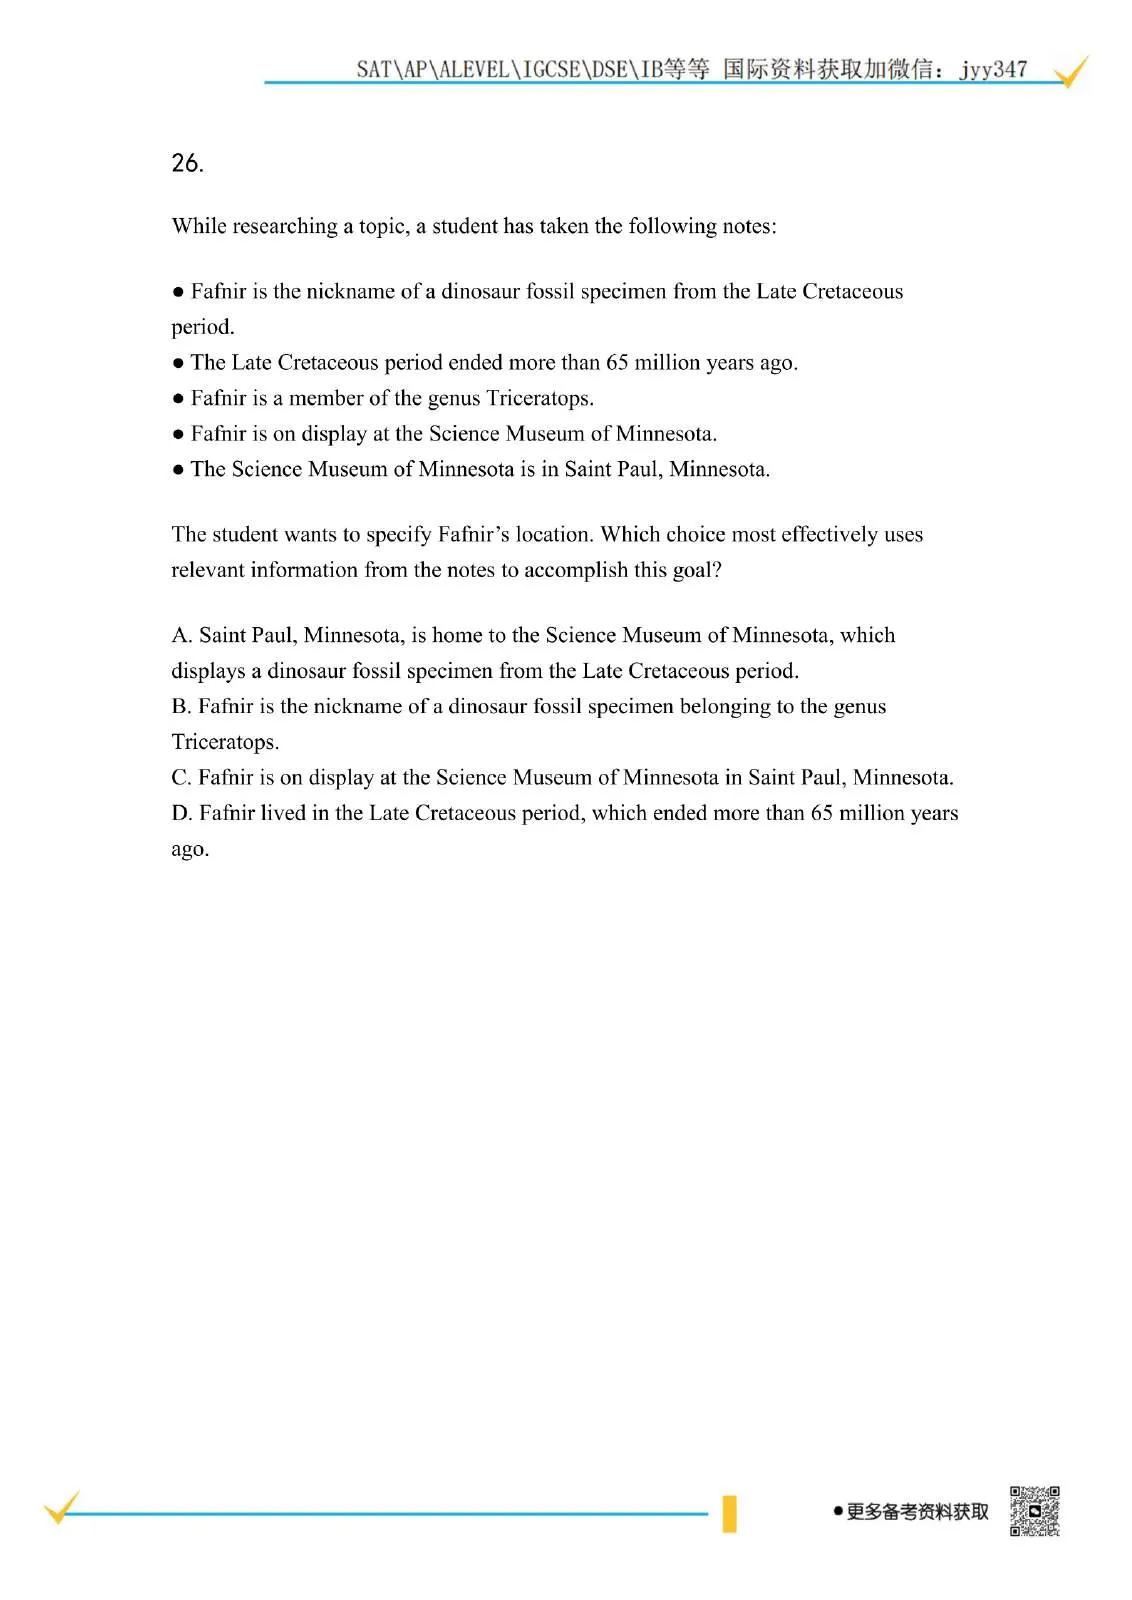 SAT\AP\ALEVEL\IGCSE\DSE\IB等等 国际资料获取加微信：jyy347
26.
While researching a topic, a student has taken the following notes:
● Fafnir is the nickname of a dinosaur fossil specimen from the Late Cretaceous
period.
● The Late Cretaceous period ended more than 65 million years ago.
● Fafnir is a member of the genus Triceratops.
● Fafnir is on display at the Science Museum of Minnesota.
● The Science Museum of Minnesota is in Saint Paul, Minnesota.
The student wants to specify Fafnir’s location. Which choice most effectively uses
relevant information from the notes to accomplish this goal?
A. Saint Paul, Minnesota, is home to the Science Museum of Minnesota, which
displays a dinosaur fossil specimen from the Late Cretaceous period.
B. Fafnir is the nickname of a dinosaur fossil specimen belonging to the genus
Triceratops.
C. Fafnir is on display at the Science Museum of Minnesota in Saint Paul, Minnesota.
D. Fafnir lived in the Late Cretaceous period, which ended more than 65 million years
ago.
●更多备考资料获取